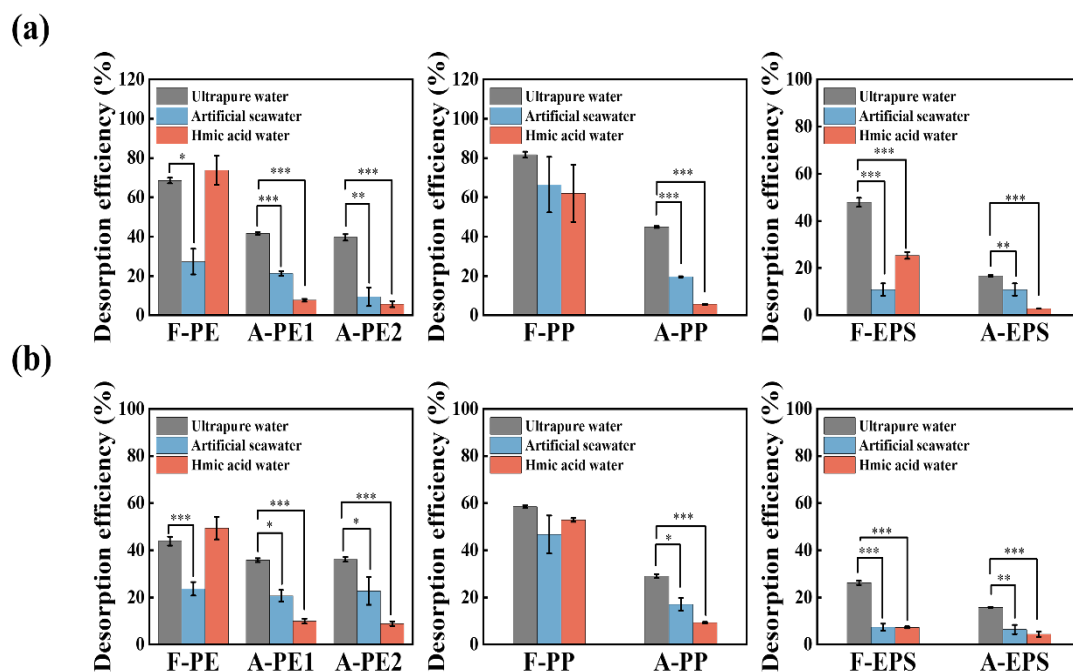 (a)
Desorption efficiency (%)
120
100
80
60
40
20
0
Ultrapure water
Artificial seawater
Hmic acid water
*
***
***
***
**
F-PE
A-PE1
A-PE2
Desorption efficiency (%)
120
100
80
60
40
20
0
Ultrapure water
Artificial seawater
Hmic acid water
***
***
F-PP
A-PP
Desorption efficiency (%)
100
80
60
40
20
0
Ultrapure water
Artificial seawater
Hmic acid water
***
***
***
**
F-EPS
A-EPS
(b)
Desorption efficiency (%)
100
80
60
40
20
0
Ultrapure water
Artificial seawater
Hmic acid water
***
***
*
***
*
F-PE
A-PE1
A-PE2
Desorption efficiency (%)
100
80
60
40
20
0
Ultrapure water
Artificial seawater
Hmic acid water
***
*
F-PP
A-PP
Desorption efficiency (%)
100
80
60
40
20
0
Ultrapure water
Artificial seawater
Hmic acid water
***
***
***
**
F-EPS
A-EPS